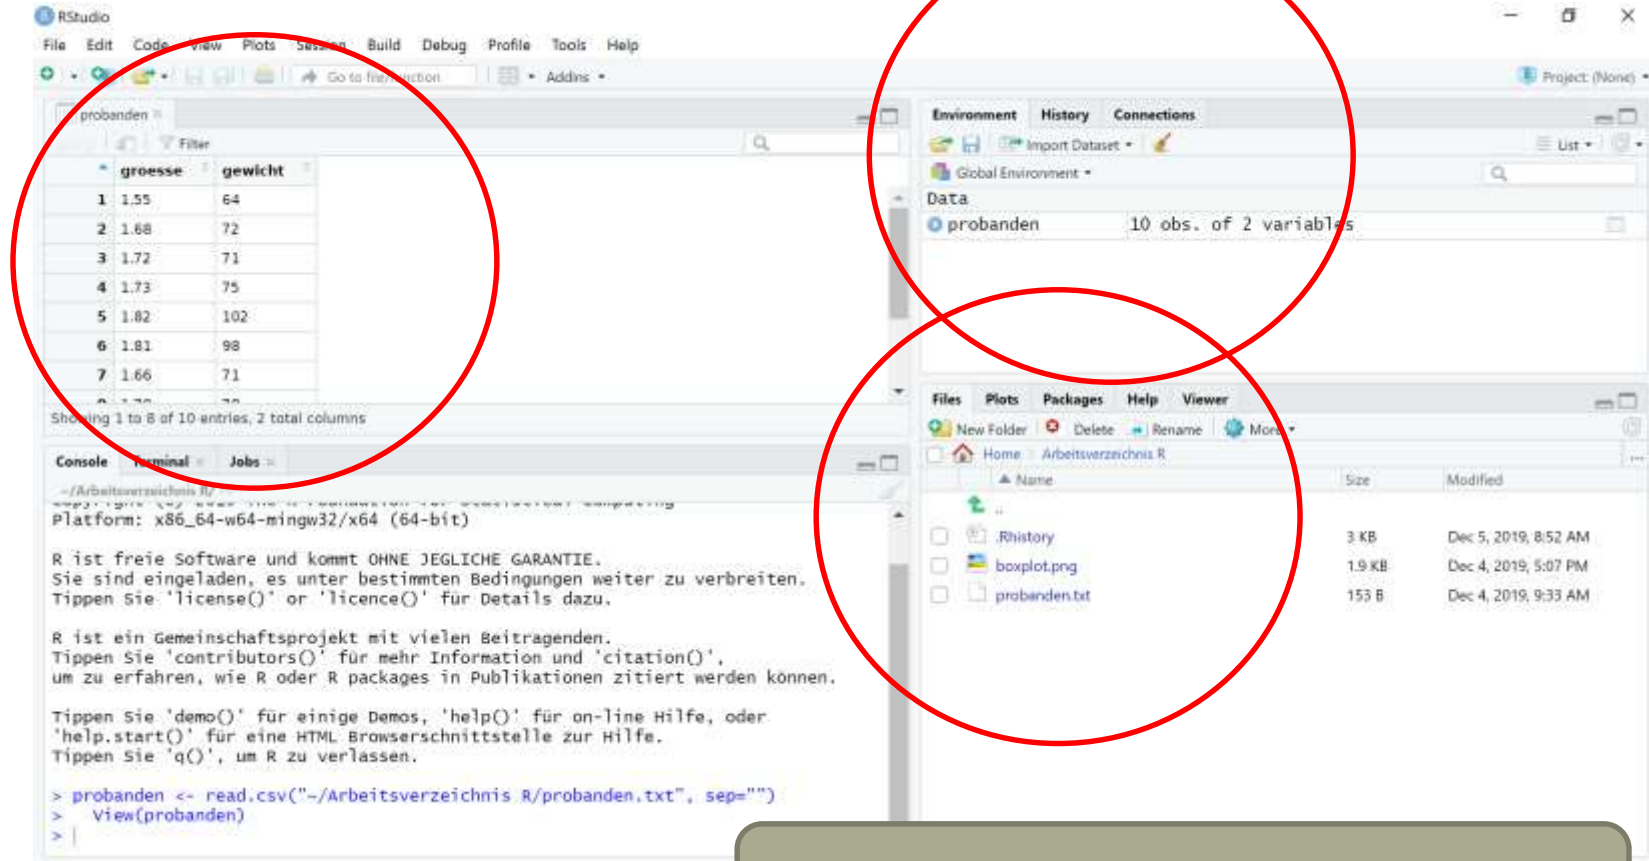 RStudio
File Edit Code View Plots Session Build Debug Profile Tools Help
Go to file/function Addins Project: (None)
probanden
Filter
groesse gewicht
1 1.55 64
2 1.68 72
3 1.72 71
4 1.73 75
5 1.82 102
6 1.81 98
7 1.66 71
Showing 1 to 8 of 10 entries, 2 total columns
Console Terminal Jobs
~/Arbeitsverzeichnis R/
Platform: x86_64-w64-mingw32/x64 (64-bit)
R ist freie Software und kommt OHNE JEGLICHE GARANTIE.
Sie sind eingeladen, es unter bestimmten Bedingungen weiter zu verbreiten.
Tippen Sie 'license()' or 'licence()' für Details dazu.
R ist ein Gemeinschaftsprojekt mit vielen Beitragenden.
Tippen Sie 'contributors()' für mehr Information und 'citation()',
um zu erfahren, wie R oder R packages in Publikationen zitiert werden können.
Tippen Sie 'demo()' für einige Demos, 'help()' für on-line Hilfe, oder
'help.start()' für eine HTML Browserschnittstelle zur Hilfe.
Tippen Sie 'q()', um R zu verlassen.
> probanden <- read.csv("~/Arbeitsverzeichnis R/probanden.txt", sep="")
> View(probanden)
>
Environment History Connections
Import Dataset List
Global Environment
Data
probanden 10 obs. of 2 variables
Files Plots Packages Help Viewer
New Folder Delete Rename More
Home Arbeitsverzeichnis R ...
Name Size Modified
..
.Rhistory 3 KB Dec 5, 2019, 8:52 AM
boxplot.png 1.9 KB Dec 4, 2019, 5:07 PM
probanden.txt 153 B Dec 4, 2019, 9:33 AM